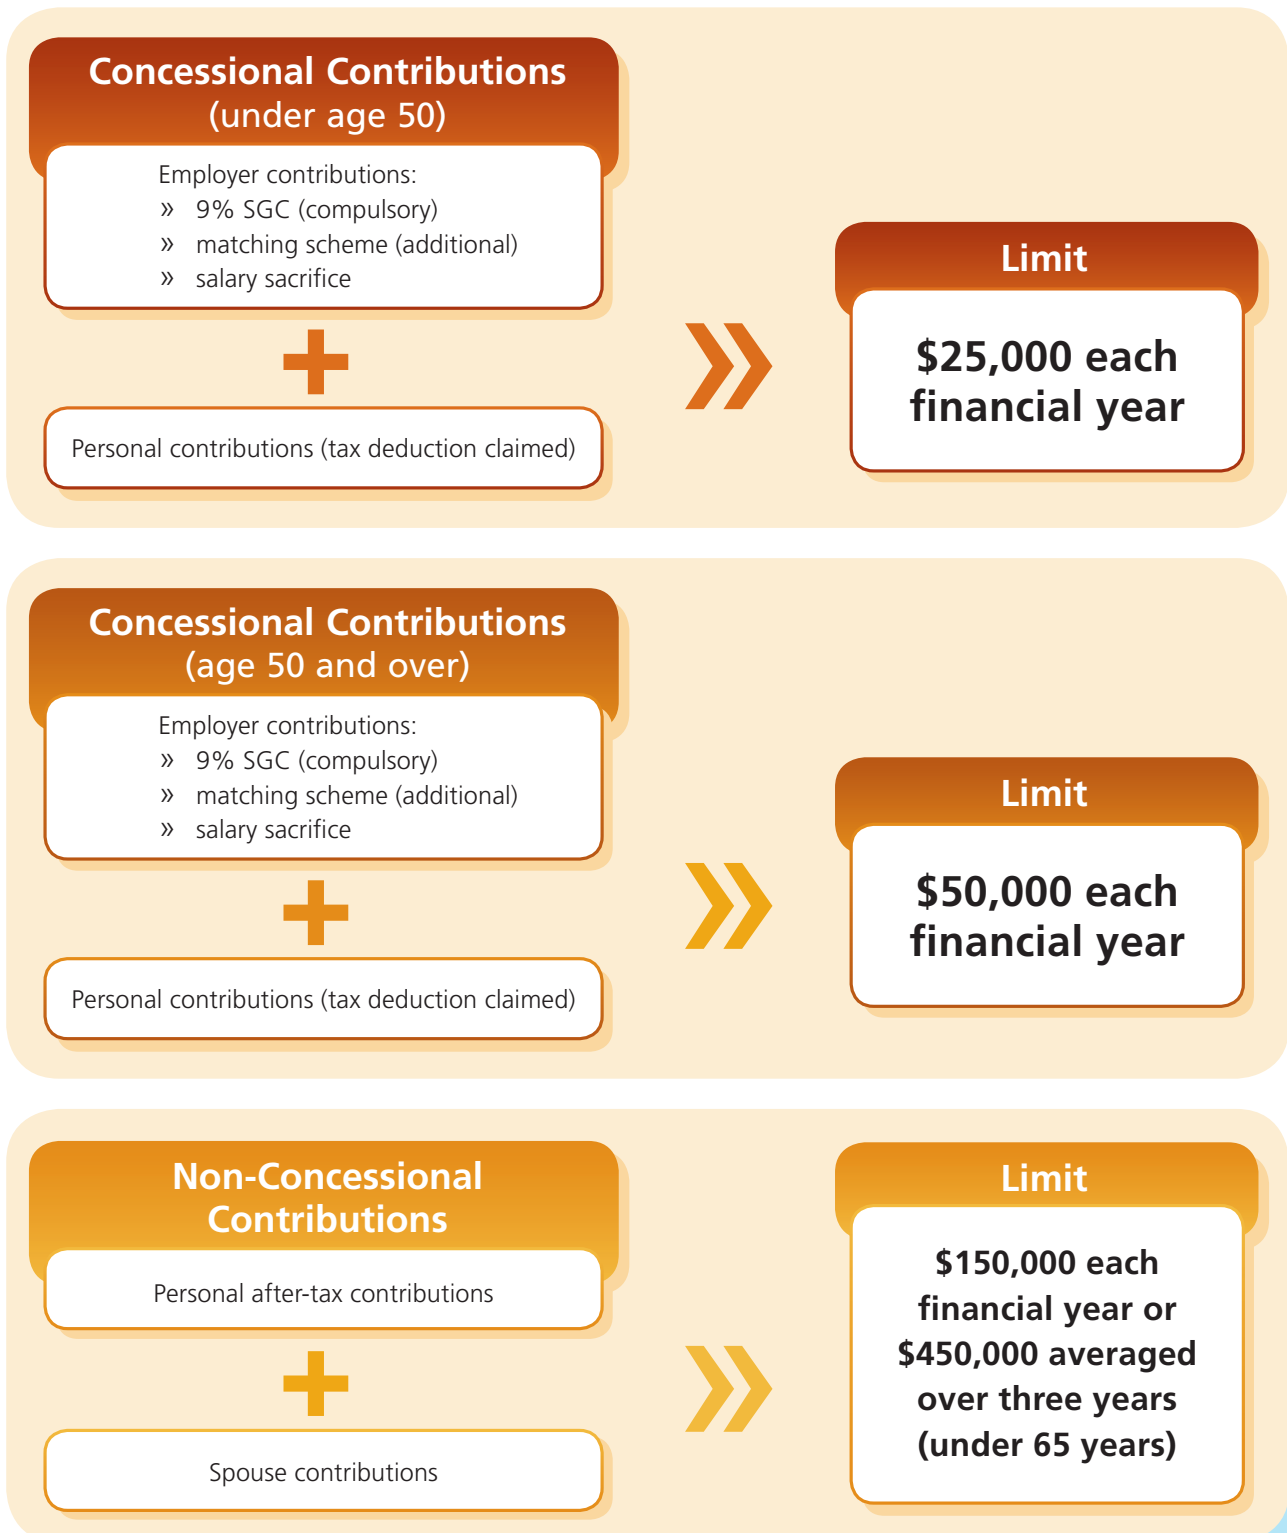 Concessional Contributions
(under age 50)
Employer contributions:
» 9% SGC (compulsory)
» matching scheme (additional)
» salary sacrifice
Personal contributions (tax deduction claimed)
Limit
$25,000 each
financial year
Concessional Contributions
(age 50 and over)
Employer contributions:
» 9% SGC (compulsory)
» matching scheme (additional)
» salary sacrifice
Personal contributions (tax deduction claimed)
Limit
$50,000 each
financial year
Non-Concessional
Contributions
Personal after-tax contributions
Spouse contributions
Limit
$150,000 each
financial year or
$450,000 averaged
over three years
(under 65 years)